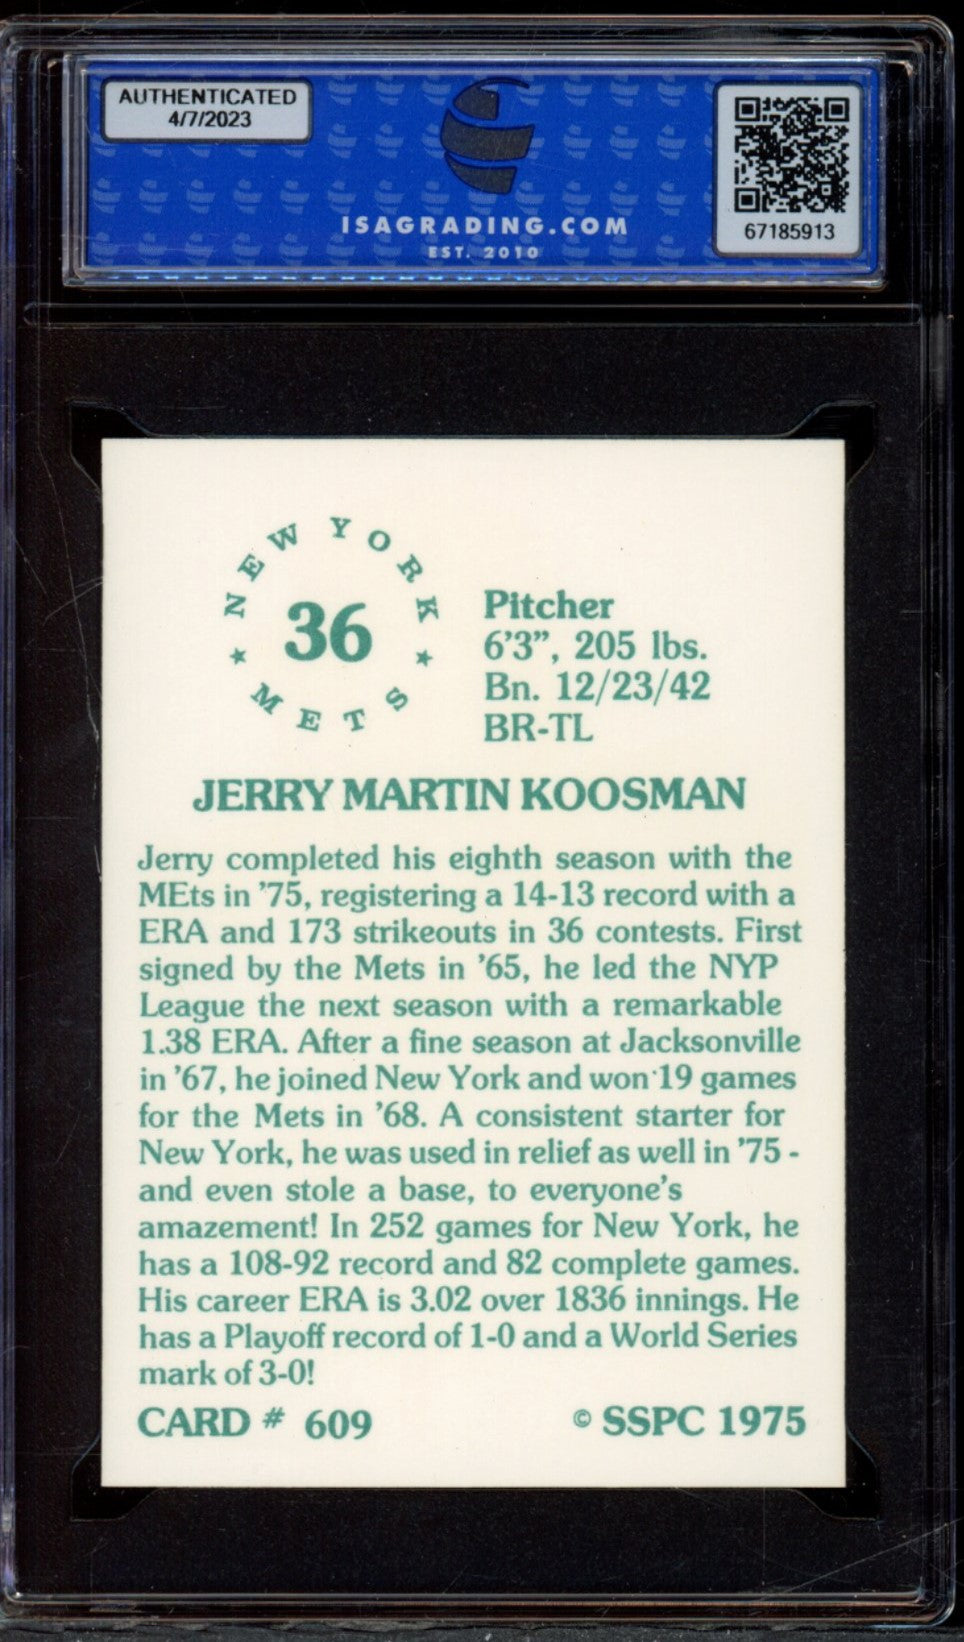 AUTHENTICATED
4/7/2023
ISAGRADING.COM
EST. 2010
67185913
NEW YORK
★ 36 ★
METS
Pitcher
6'3”, 205 lbs.
Bn. 12/23/42
BR-TL
JERRY MARTIN KOOSMAN
Jerry completed his eighth season with the
MEts in ’75, registering a 14-13 record with a
ERA and 173 strikeouts in 36 contests. First
signed by the Mets in ’65, he led the NYP
League the next season with a remarkable
1.38 ERA. After a fine season at Jacksonville
in ’67, he joined New York and won 19 games
for the Mets in ’68. A consistent starter for
New York, he was used in relief as well in ’75 -
and even stole a base, to everyone’s
amazement! In 252 games for New York, he
has a 108-92 record and 82 complete games.
His career ERA is 3.02 over 1836 innings. He
has a Playoff record of 1-0 and a World Series
mark of 3-0!
CARD # 609 © SSPC 1975